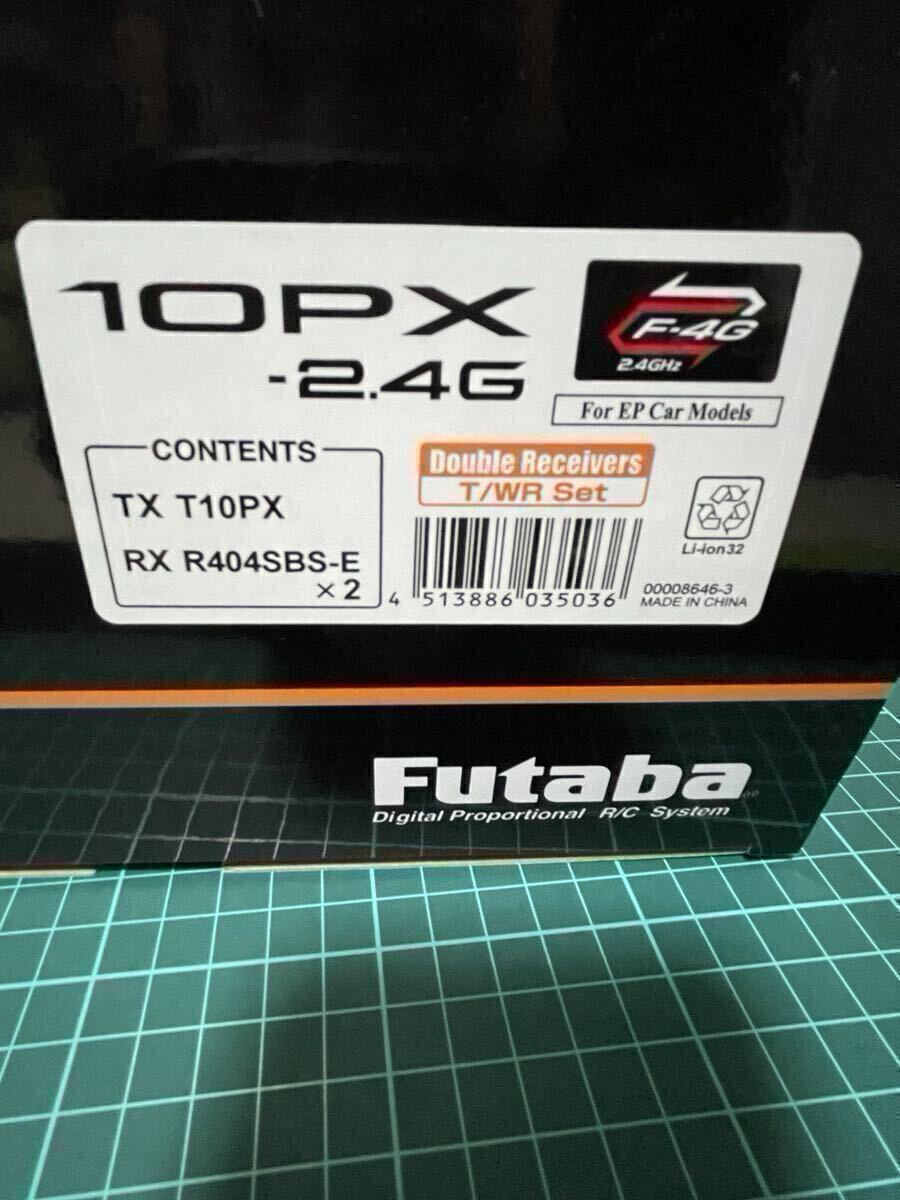 10PX
-2.4G
F-4G
2.4GHz
For EP Car Models
CONTENTS
TX T10PX
RX R404SBS-E
×2
Double Receivers
T/WR Set
4 513886 035036
Li-ion32
00008646-3
MADE IN CHINA
Futaba
Digital Proportional R/C System